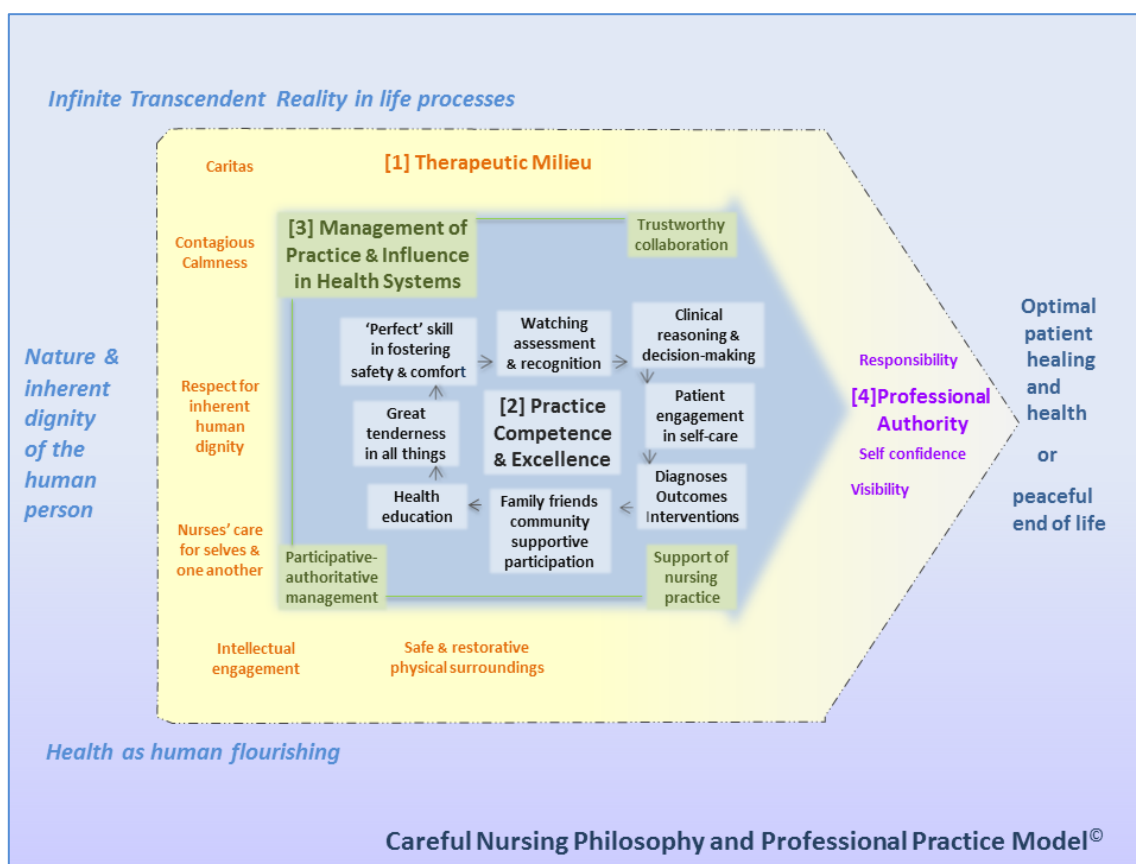 Infinite Transcendent Reality in life processes
Caritas
[1] Therapeutic Milieu
Contagious
Calmness
[3] Management of
Practice & Influence
in Health Systems
Trustworthy
collaboration
Nature &
inherent
dignity
of the
human
person
Respect for
inherent
human
dignity
‘Perfect’ skill
in fostering
safety & comfort
Watching
assessment
& recognition
Clinical
reasoning &
decision-making
Great
tenderness
in all things
[2] Practice
Competence
& Excellence
Patient
engagement
in self-care
Health
education
Family friends
community
supportive
participation
Diagnoses
Outcomes
Interventions
Responsibility
[4]Professional
Authority
Self confidence
Visibility
Optimal
patient
healing
and
health
or
peaceful
end of life
Nurses’ care
for selves &
one another
Participative-
authoritative
management
Support of
nursing
practice
Intellectual
engagement
Safe & restorative
physical surroundings
Health as human flourishing
Careful Nursing Philosophy and Professional Practice Model©